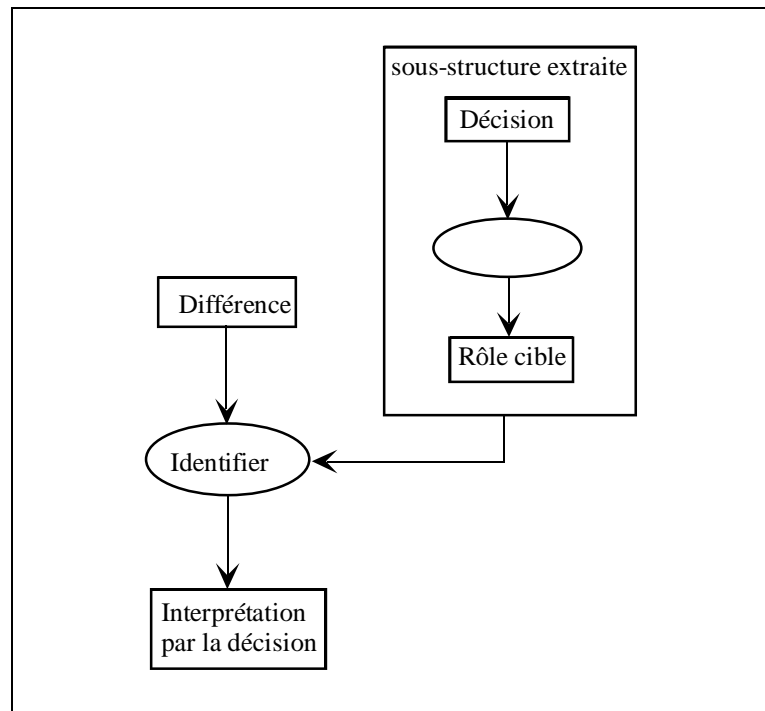 sous-structure extraite
Décision
Différence
Rôle cible
Identifier
Interprétation
par la décision